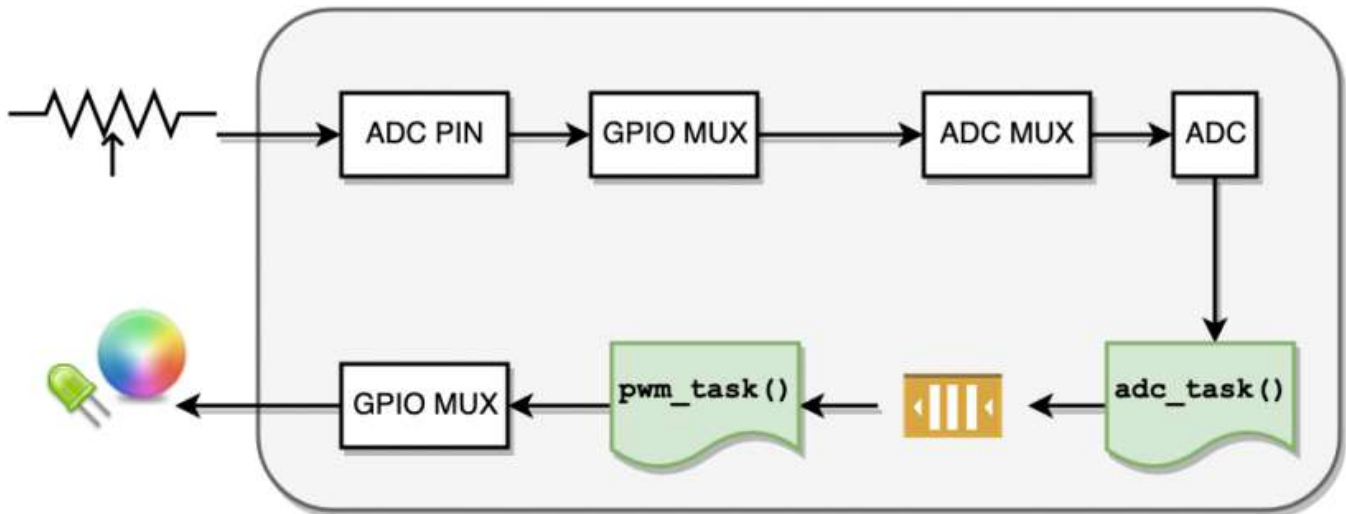 ADC PIN
GPIO MUX
ADC MUX
ADC
GPIO MUX
pwm_task()
adc_task()